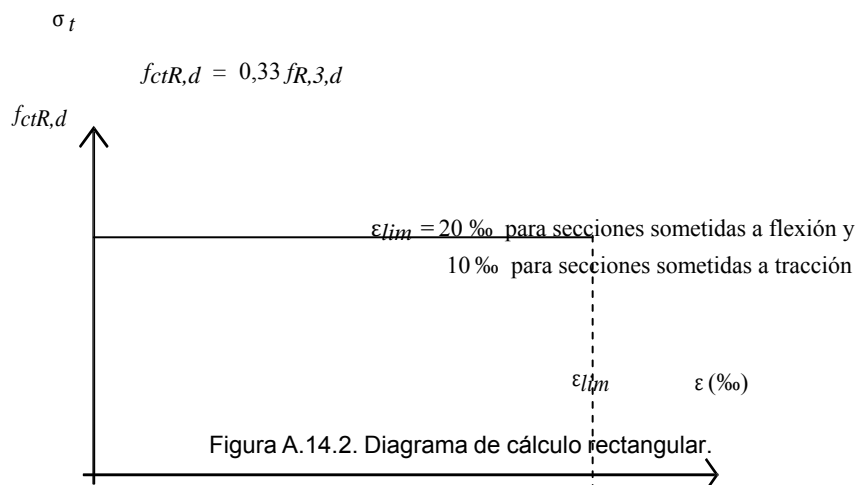 σ t
fctR,d = 0,33 fR,3,d
fctR,d
εlim = 20 ‰ para secciones sometidas a flexión y
10 ‰ para secciones sometidas a tracción
εlim ε (‰)
Figura A.14.2. Diagrama de cálculo rectangular.